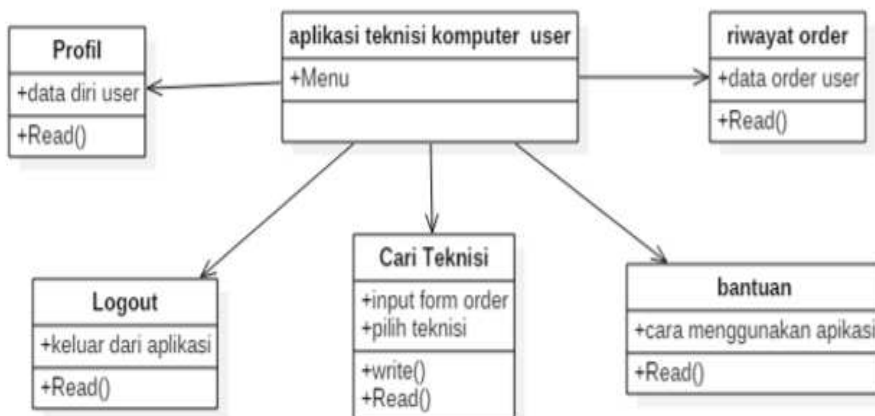 Profil
+data diri user
+Read()
aplikasi teknisi komputer user
+Menu
riwayat order
+data order user
+Read()
Logout
+keluar dari aplikasi
+Read()
Cari Teknisi
+input form order
+pilih teknisi
+write()
+Read()
bantuan
+cara menggunakan apikasi
+Read()